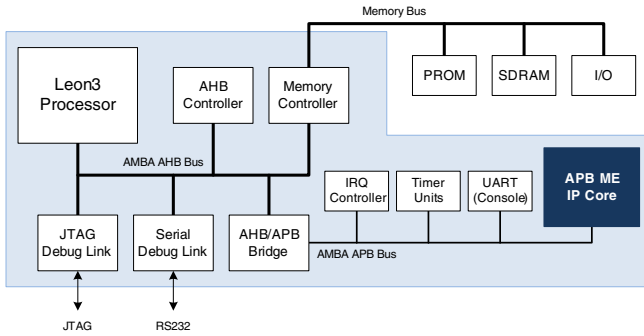 Memory Bus
Leon3
Processor
AHB
Controller
Memory
Controller
PROM
SDRAM
I/O
AMBA AHB Bus
IRQ
Controller
Timer
Units
UART
(Console)
APB ME
IP Core
JTAG
Debug Link
Serial
Debug Link
AHB/APB
Bridge
AMBA APB Bus
JTAG
RS232